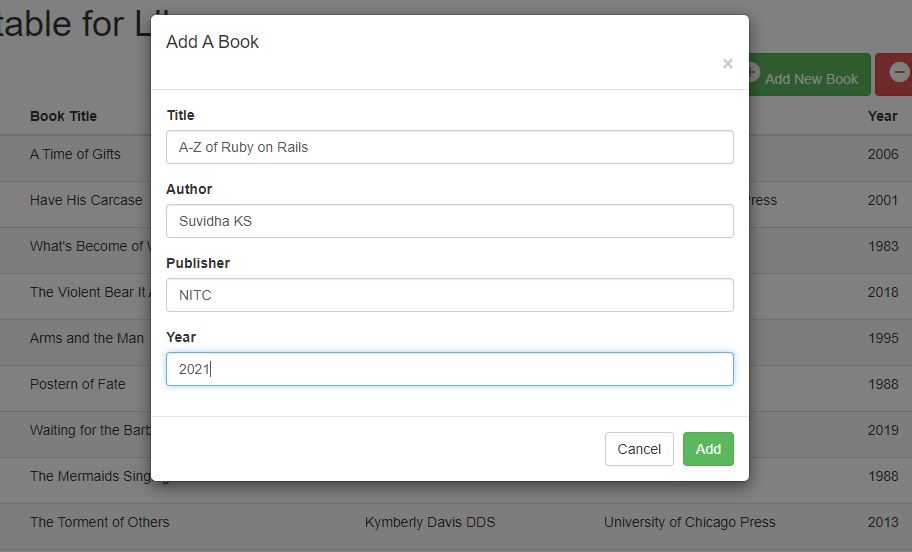 table for Li
Add A Book
×
Add New Book
Book Title
Year
Title
A-Z of Ruby on Rails
A Time of Gifts
2006
Author
Have His Carcase
ress
2001
Suvidha KS
What's Become of
1983
Publisher
NITC
The Violent Bear It
2018
Year
Arms and the Man
1995
2021
Postern of Fate
1988
Waiting for the Barb
2019
Cancel
Add
The Mermaids Singing
1988
The Torment of Others
Kymberly Davis DDS
University of Chicago Press
2013